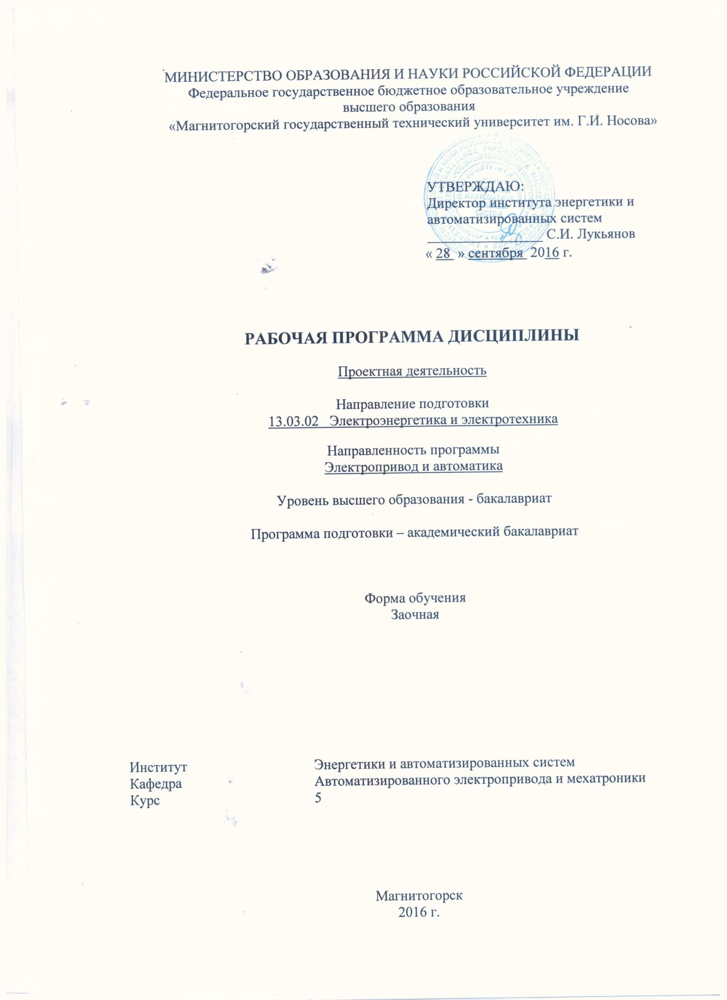 МИНИСТЕРСТВО ОБРАЗОВАНИЯ И НАУКИ РОССИЙСКОЙ ФЕДЕРАЦИИ
Федеральное государственное бюджетное образовательное учреждение
высшего образования
«Магнитогорский государственный технический университет им. Г.И. Носова»
УТВЕРЖДАЮ:
Директор института энергетики и
автоматизированных систем
С.И. Лукьянов
« 28 » сентября 2016 г.
РАБОЧАЯ ПРОГРАММА ДИСЦИПЛИНЫ
Проектная деятельность
Направление подготовки
13.03.02 Электроэнергетика и электротехника
Направленность программы
Электропривод и автоматика
Уровень высшего образования - бакалавриат
Программа подготовки – академический бакалавриат
Форма обучения
Заочная
Институт Энергетики и автоматизированных систем
Кафедра Автоматизированного электропривода и мехатроники
Курс 5
Магнитогорск
2016 г.